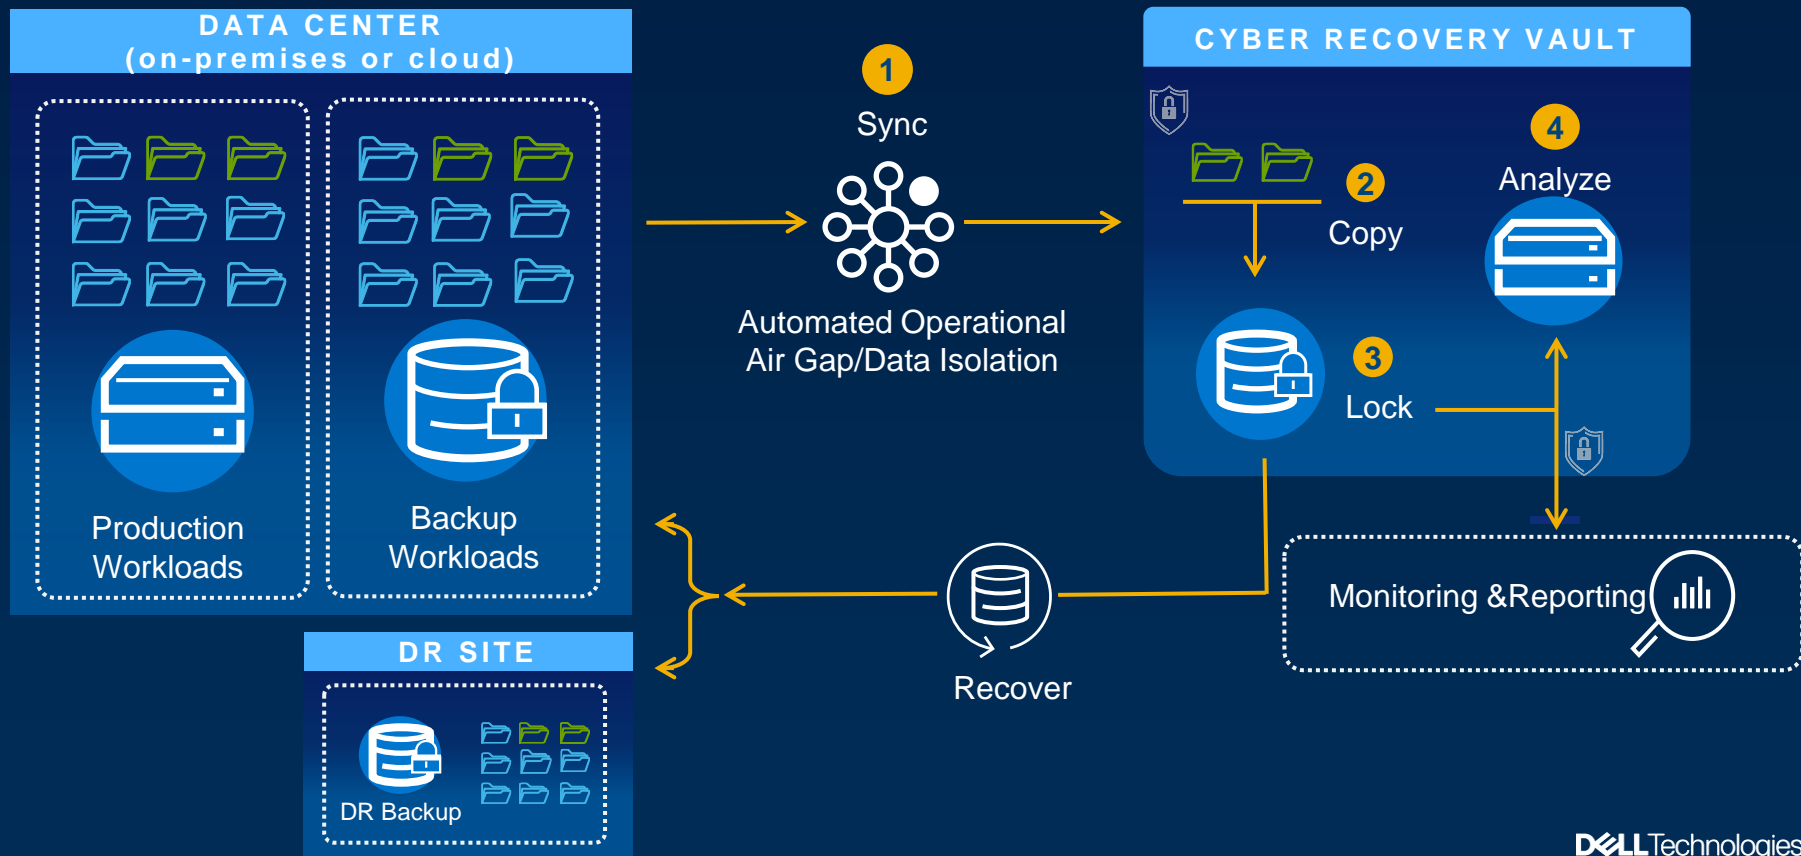 DATA CENTER
(on-premises or cloud)
Production
Workloads
Backup
Workloads
1
Sync
Automated Operational
Air Gap/Data Isolation
CYBER RECOVERY VAULT
2
Copy
3
Lock
4
Analyze
Monitoring &Reporting
Recover
DR SITE
DR Backup
DELLTechnologies